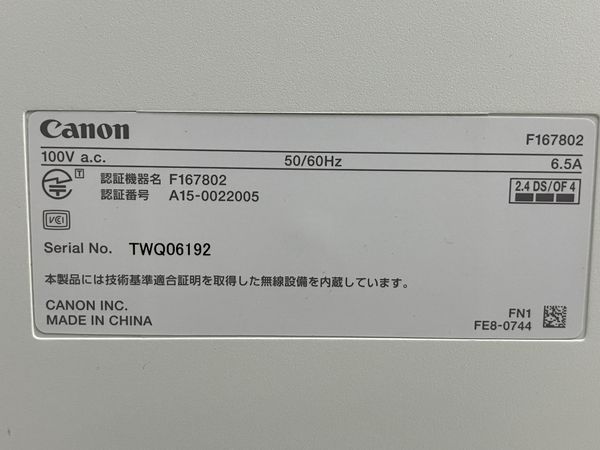 Canon
F167802
100V a.c. 50/60Hz 6.5A
T 認証機器名 F167802
認証番号 A15-0022005
2.4 DS/OF 4
VCI
Serial No. TWQ06192
本製品には技術基準適合証明を取得した無線設備を内蔵しています。
CANON INC.
MADE IN CHINA
FN1
FE8-0744